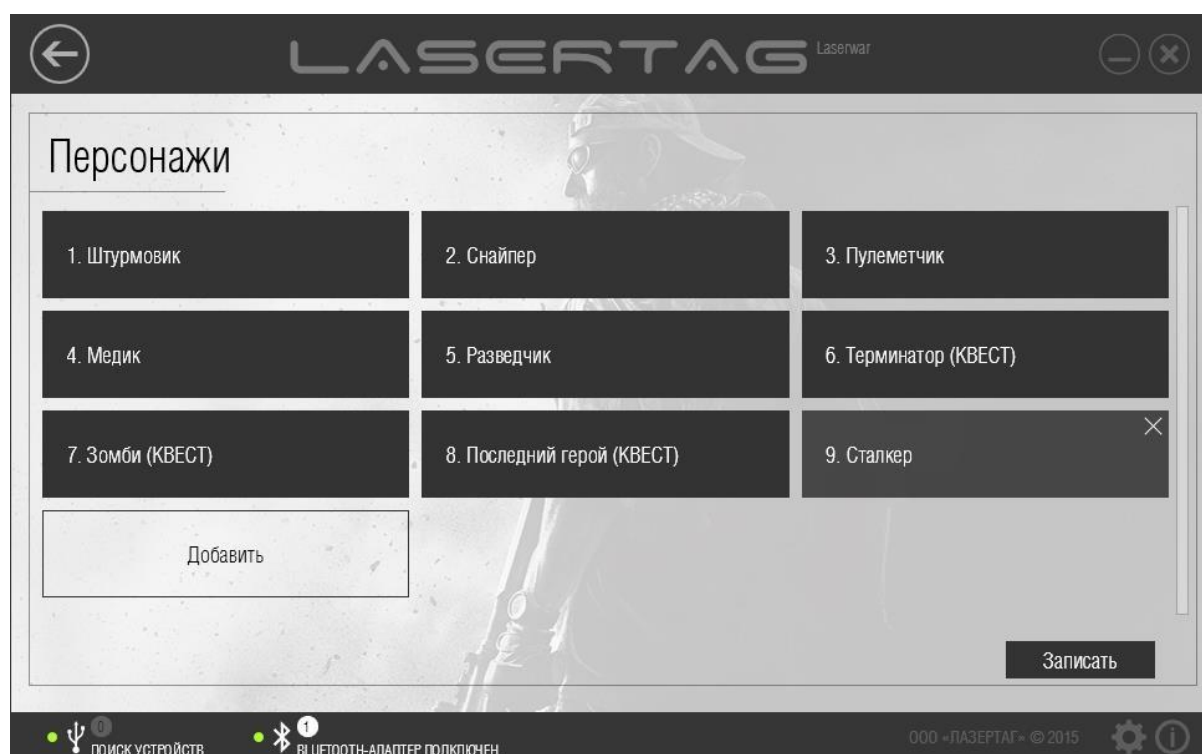 LASERTAG Laserwar
Персонажи
1. Штурмовик
2. Снайпер
3. Пулеметчик
4. Медик
5. Разведчик
6. Терминатор (КВЕСТ)
7. Зомби (КВЕСТ)
8. Последний герой (КВЕСТ)
9. Сталкер
Добавить
Записать
0
ПОИСК УСТРОЙСТВ
1
BLUETOOTH-АДАПТЕР ПОДКЛЮЧЕН
ООО «ЛАЗЕРТАГ» © 2015